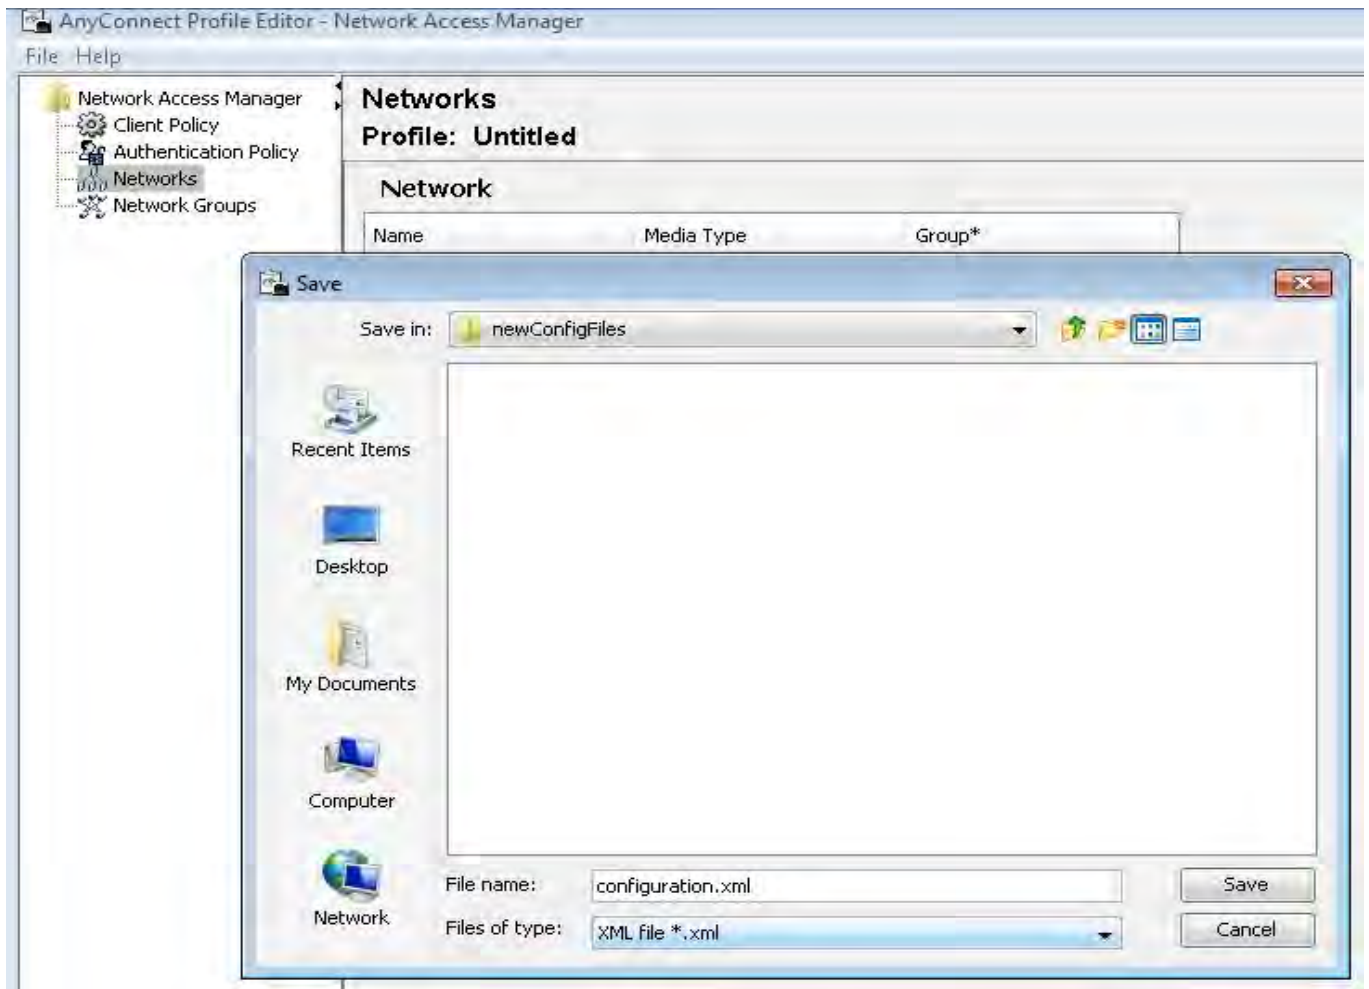 AnyConnect Profile Editor - Network Access Manager
File Help
Network Access Manager
Client Policy
Authentication Policy
Networks
Network Groups
Networks
Profile: Untitled
Network
Name Media Type Group*
Save
Save in: newConfigFiles
Recent Items
Desktop
My Documents
Computer
Network
File name: configuration.xml Save
Files of type: XML file *.xml Cancel